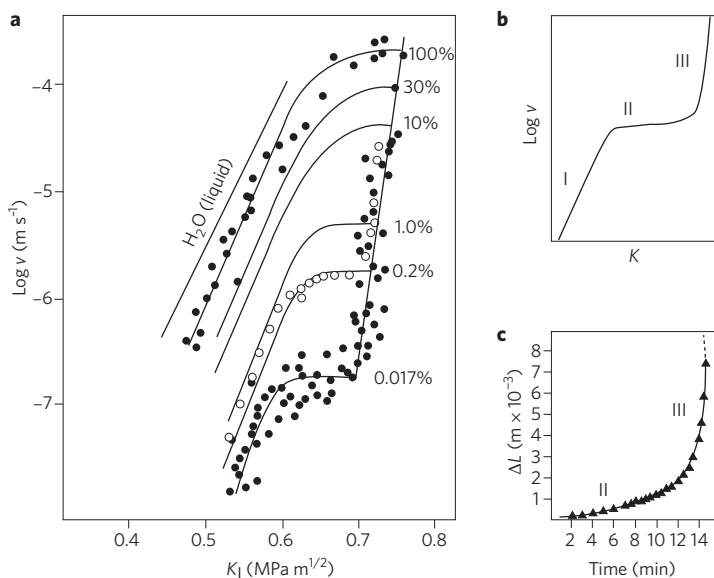 a
H₂O (liquid)
100%
30%
10%
1.0%
0.2%
0.017%
–4
–5
–6
–7
Log v (m s⁻¹)
0.4 0.5 0.6 0.7 0.8
K_I (MPa m^{1/2})
b
Log v
I
II
III
K
c
ΔL (m × 10⁻³)
8
7
6
5
4
3
2
1
II
III
2 4 6 8 10 12 14
Time (min)